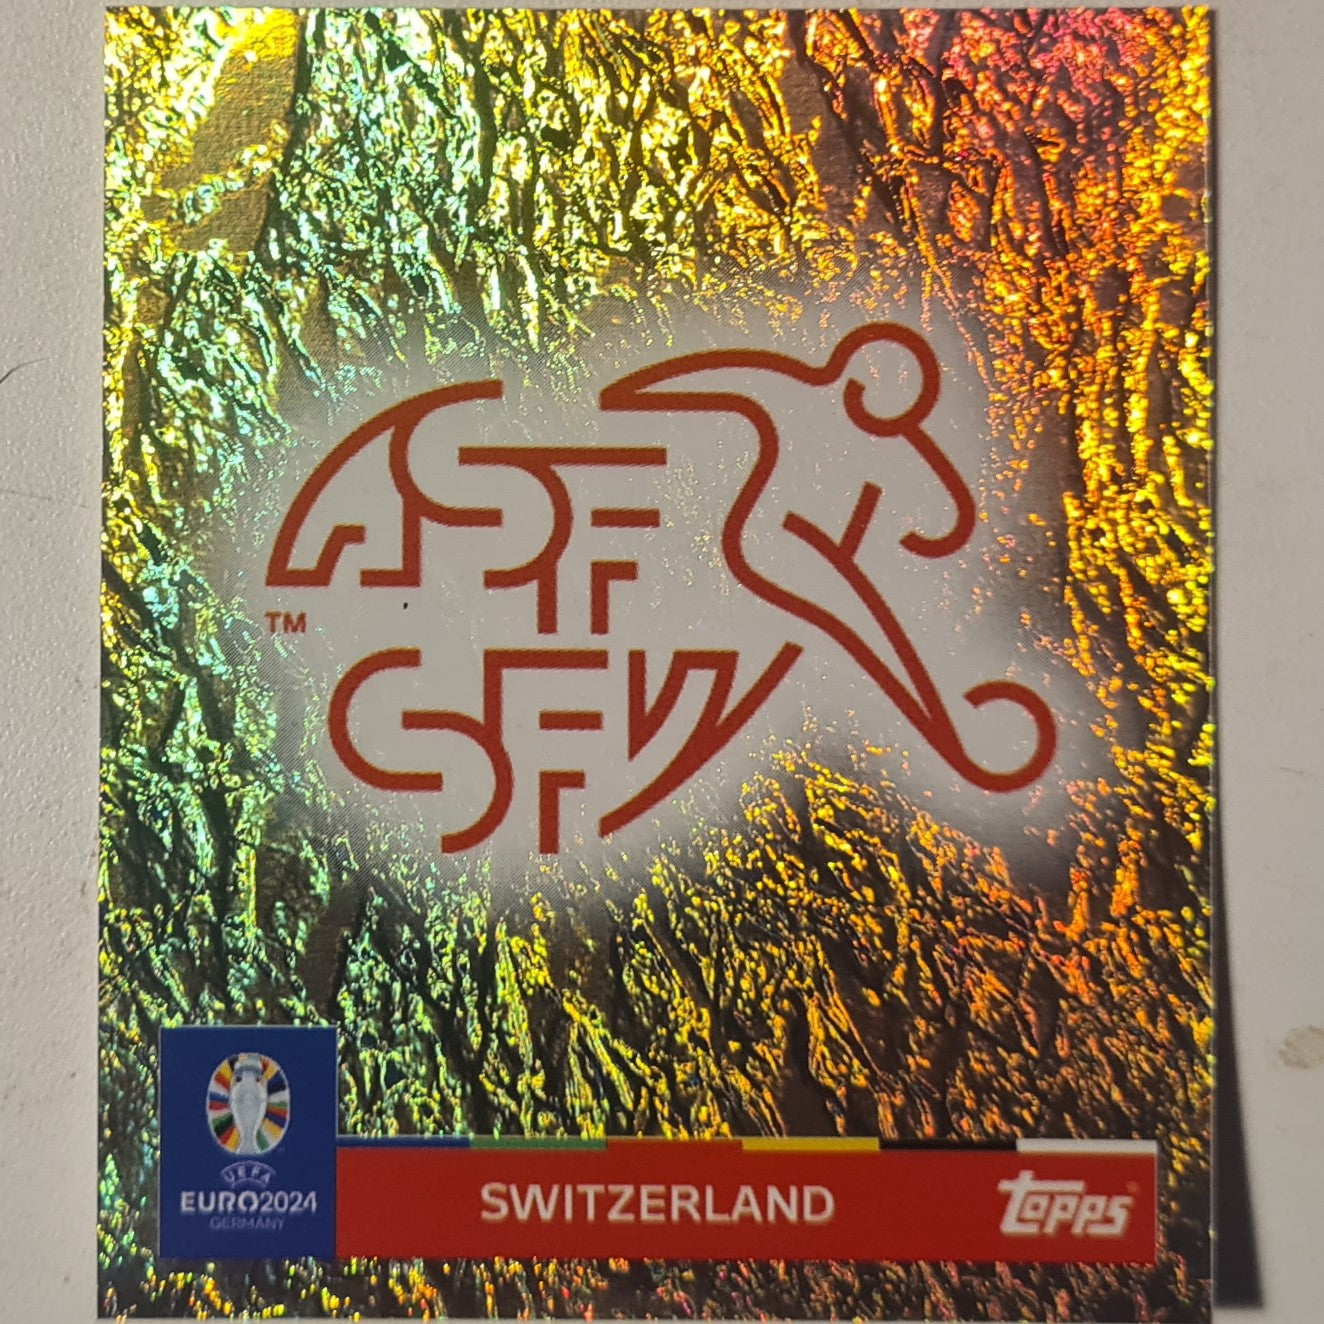 ASF
SFV
TM
UEFA
EURO2024
GERMANY
SWITZERLAND
TOPPS